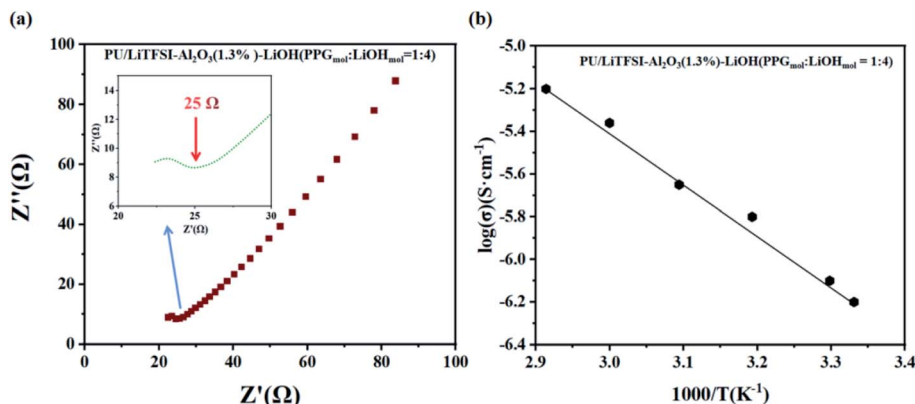 (a)
PU/LiTFSI-Al₂O₃(1.3% )-LiOH(PPGₘₒₗ:LiOHₘₒₗ=1:4)
100
80
60
40
20
0
Z''(Ω)
0 20 40 60 80 100
Z'(Ω)
25 Ω
14
12
10
8
6
Z''(Ω)
20 25 30
Z'(Ω)
(b)
PU/LiTFSI-Al₂O₃(1.3%)-LiOH(PPGₘₒₗ:LiOHₘₒₗ = 1:4)
-5.0
-5.2
-5.4
-5.6
-5.8
-6.0
-6.2
-6.4
log(σ)(S·cm⁻¹)
2.9 3.0 3.1 3.2 3.3 3.4
1000/T(K⁻¹)